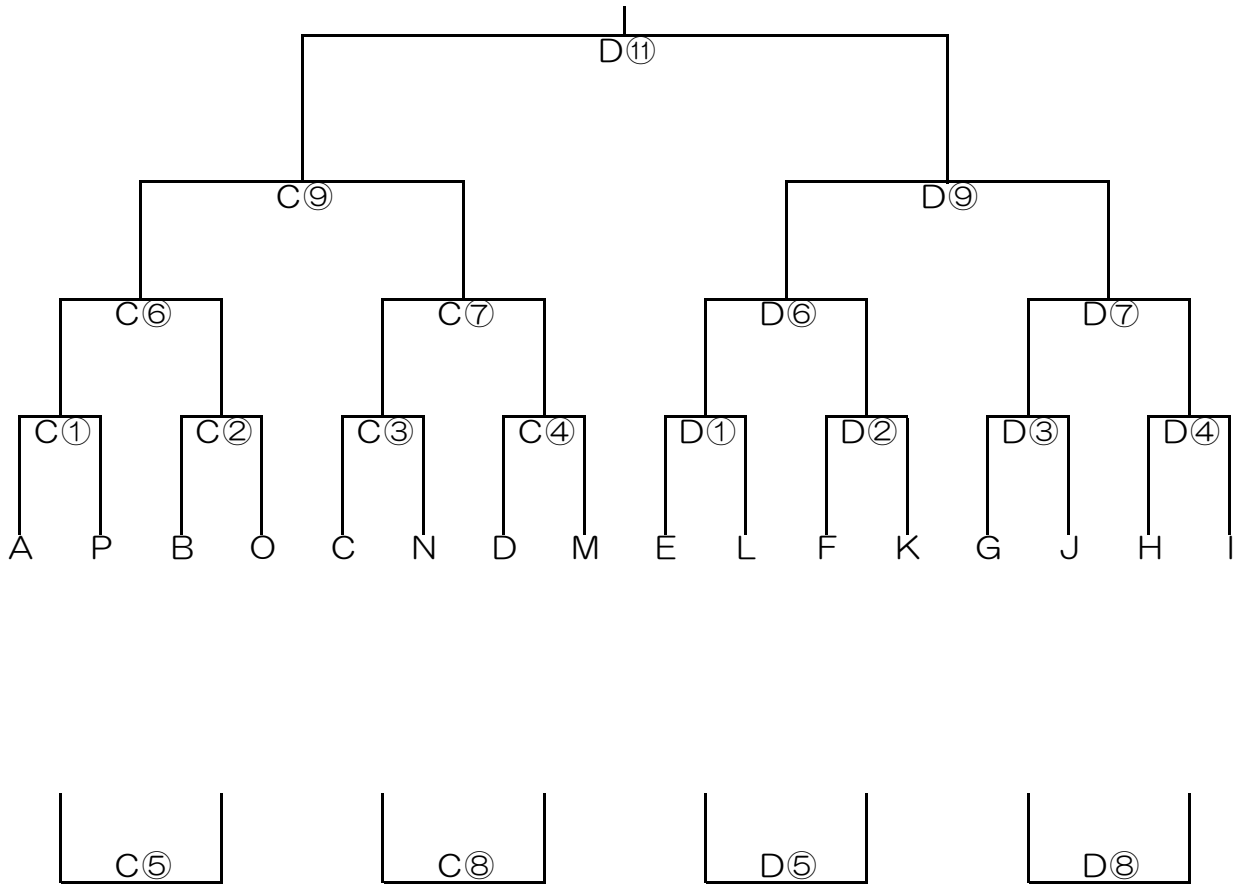 D⑪
C⑨ D⑨
C⑥ C⑦ D⑥ D⑦
C① C② C③ C④ D① D② D③ D④
A P B O C N D M E L F K G J H I
C⑤ C⑧ D⑤ D⑧